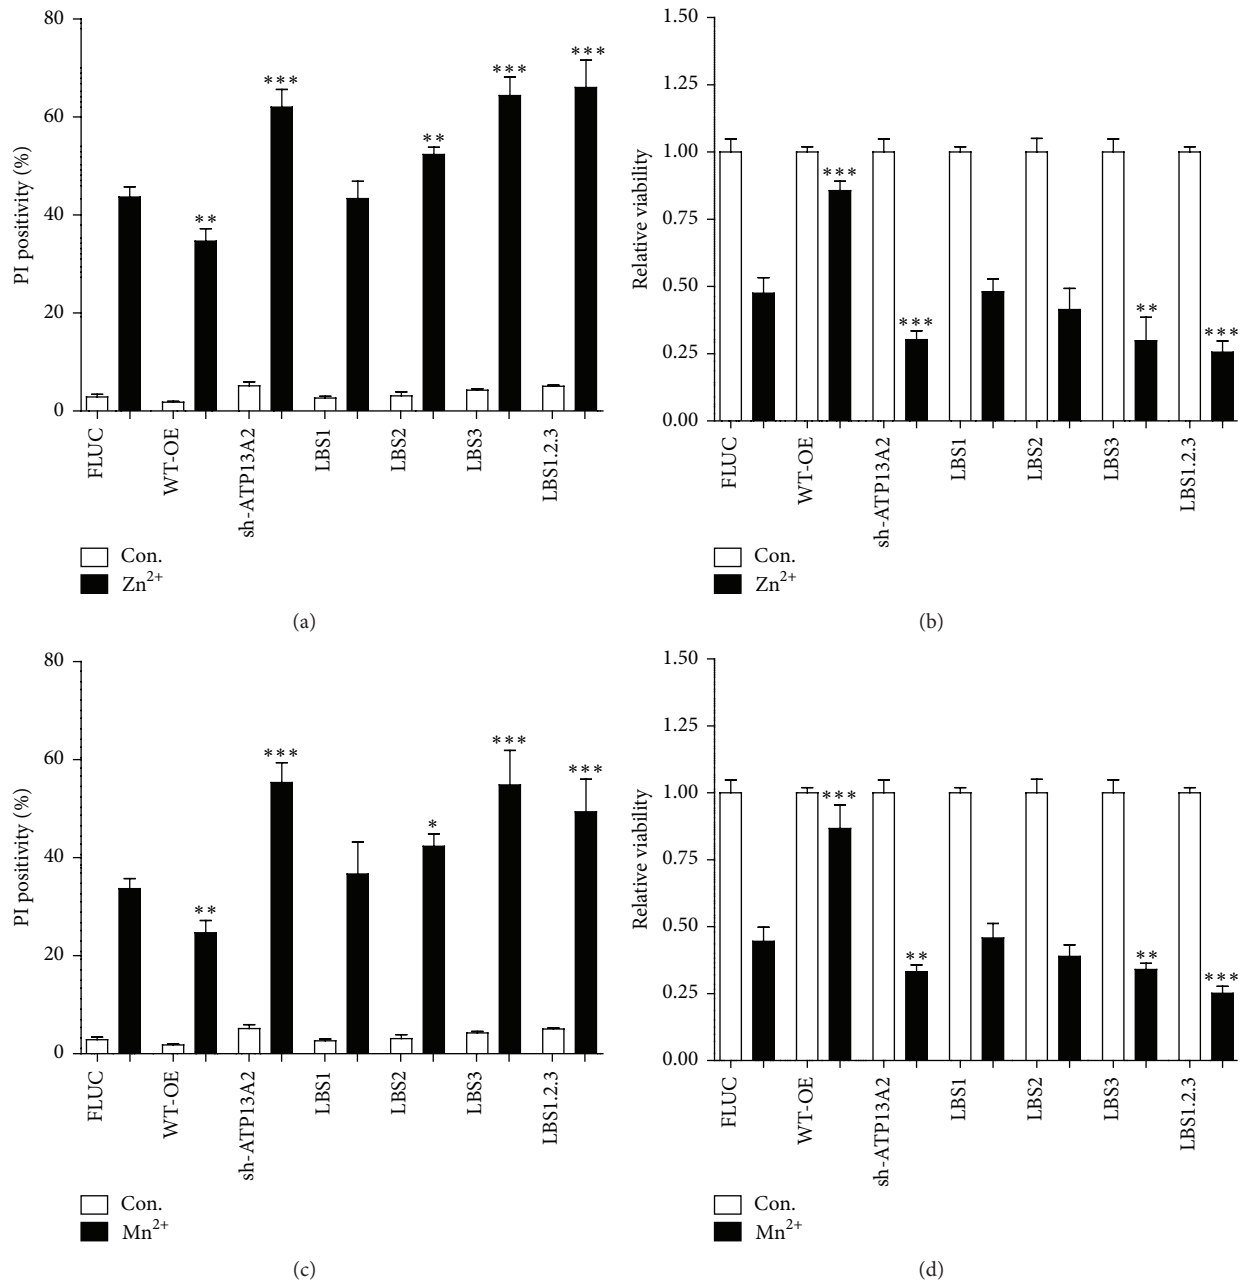 80
60
40
20
0
PI positivity (%)
**
***
**
***
***
FLUC
WT-OE
sh-ATP13A2
LBS1
LBS2
LBS3
LBS1.2.3
Con.
Zn²⁺
(a)
1.50
1.25
1.00
0.75
0.50
0.25
0.00
Relative viability
***
***
**
***
FLUC
WT-OE
sh-ATP13A2
LBS1
LBS2
LBS3
LBS1.2.3
Con.
Zn²⁺
(b)
80
60
40
20
0
PI positivity (%)
**
***
*
***
***
FLUC
WT-OE
sh-ATP13A2
LBS1
LBS2
LBS3
LBS1.2.3
Con.
Mn²⁺
(c)
1.50
1.25
1.00
0.75
0.50
0.25
0.00
Relative viability
***
**
**
***
FLUC
WT-OE
sh-ATP13A2
LBS1
LBS2
LBS3
LBS1.2.3
Con.
Mn²⁺
(d)